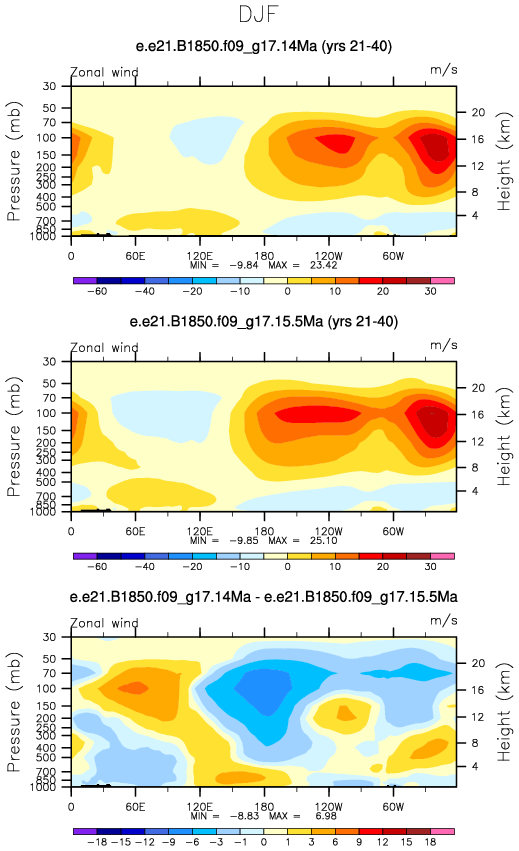 DJF
e.e21.B1850.f09_g17.14Ma (yrs 21-40)
Zonal wind m/s
Pressure (mb)
30
50
70
100
150
200
250
300
400
500
700
850
1000
Height (km)
20
16
12
8
4
0 60E 120E 180 120W 60W
MIN = -9.84 MAX = 23.42
-60 -40 -20 -10 0 5 10 15 20 30
e.e21.B1850.f09_g17.15.5Ma (yrs 21-40)
Zonal wind m/s
Pressure (mb)
30
50
70
100
150
200
250
300
400
500
700
850
1000
Height (km)
20
16
12
8
4
0 60E 120E 180 120W 60W
MIN = -9.85 MAX = 25.10
-60 -40 -20 -10 0 5 10 15 20 30
e.e21.B1850.f09_g17.14Ma - e.e21.B1850.f09_g17.15.5Ma
Zonal wind m/s
Pressure (mb)
30
50
70
100
150
200
250
300
400
500
700
850
1000
Height (km)
20
16
12
8
4
0 60E 120E 180 120W 60W
MIN = -8.83 MAX = 6.98
-18 -15 -12 -9 -6 -3 -1 0 1 3 6 9 12 15 18